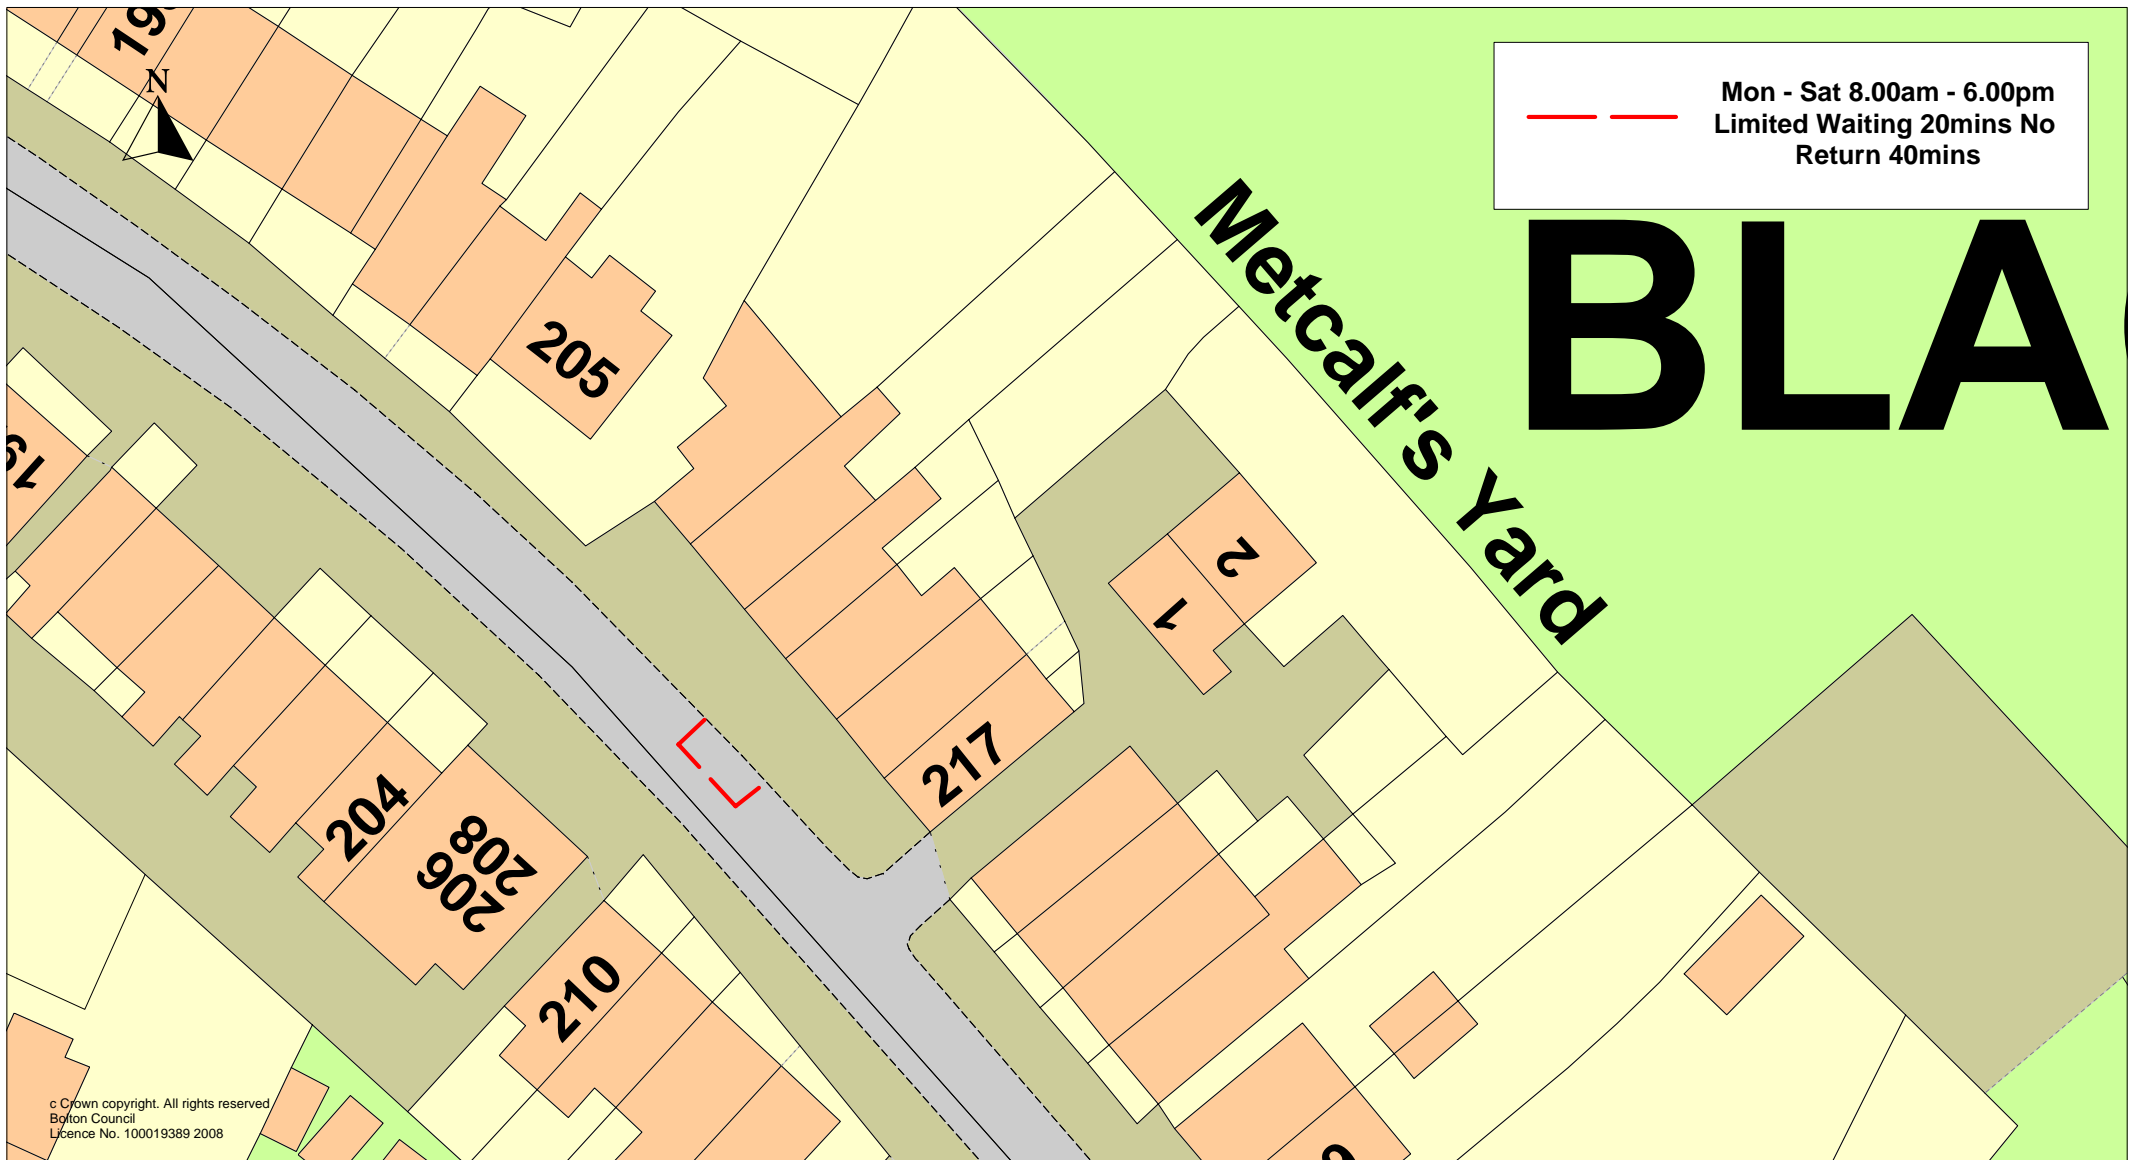 N
Mon - Sat 8.00am - 6.00pm
Limited Waiting 20mins No
Return 40mins
BLA
Metcalf's Yard
205
2
1
217
204
208
206
210
c Crown copyright. All rights reserved
Bolton Council
Licence No. 100019389 2008